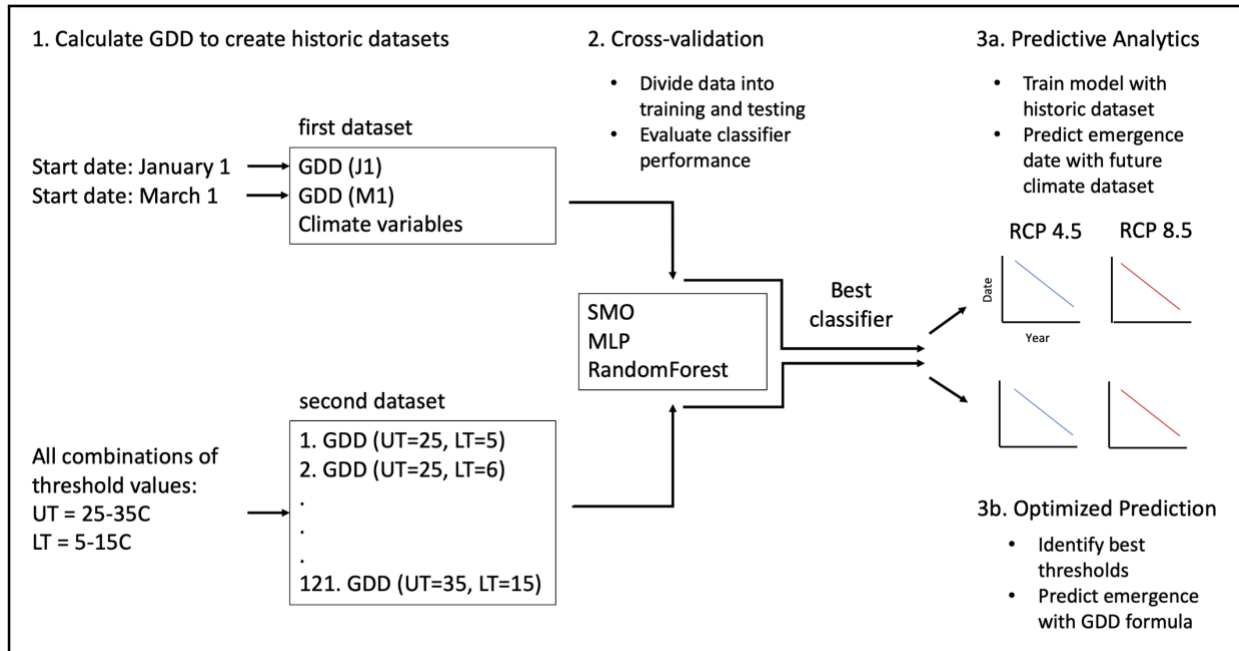 1. Calculate GDD to create historic datasets
first dataset
Start date: January 1
Start date: March 1
GDD (J1)
GDD (M1)
Climate variables
second dataset
All combinations of
threshold values:
UT = 25-35C
LT = 5-15C
1. GDD (UT=25, LT=5)
2. GDD (UT=25, LT=6)
.
.
.
121. GDD (UT=35, LT=15)
2. Cross-validation
• Divide data into
training and testing
• Evaluate classifier
performance
SMO
MLP
RandomForest
Best
classifier
3a. Predictive Analytics
• Train model with
historic dataset
• Predict emergence
date with future
climate dataset
RCP 4.5
RCP 8.5
Date
Year
3b. Optimized Prediction
• Identify best
thresholds
• Predict emergence
with GDD formula